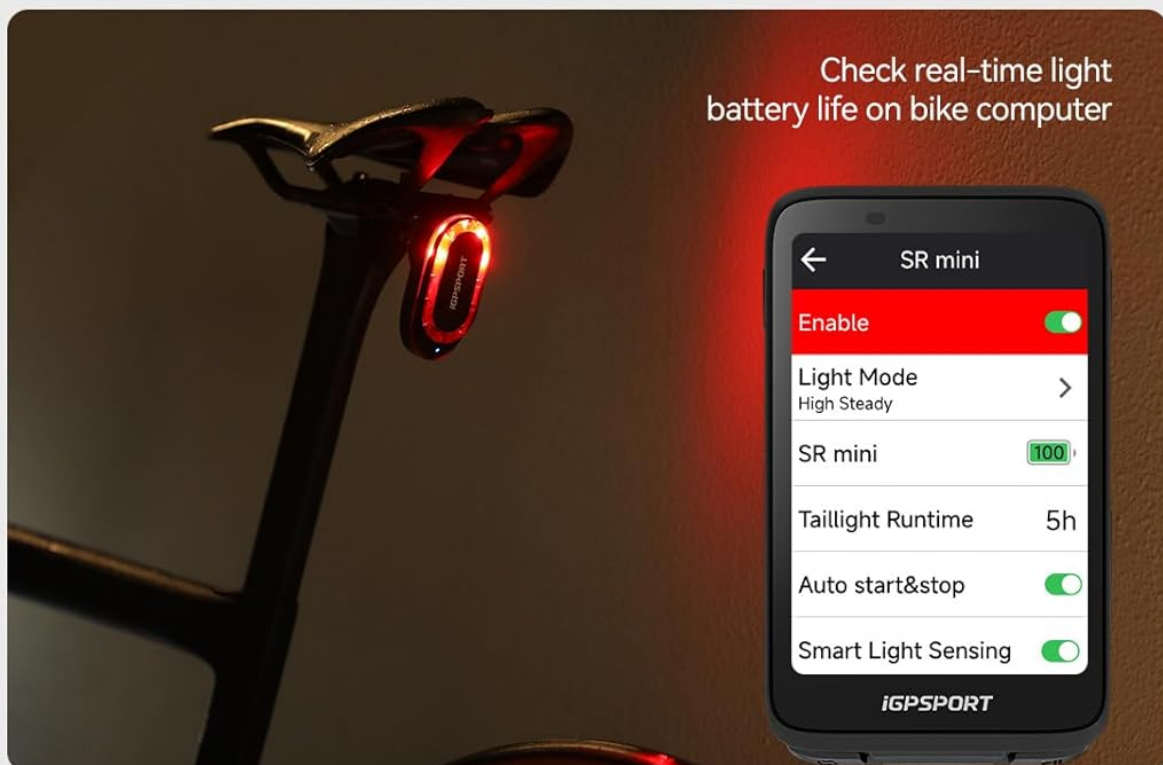 Check real-time light
battery life on bike computer
SR mini
Enable
Light Mode
High Steady
SR mini
100
Taillight Runtime
5h
Auto start&stop
Smart Light Sensing
iGPSPORT
iGPSPORT